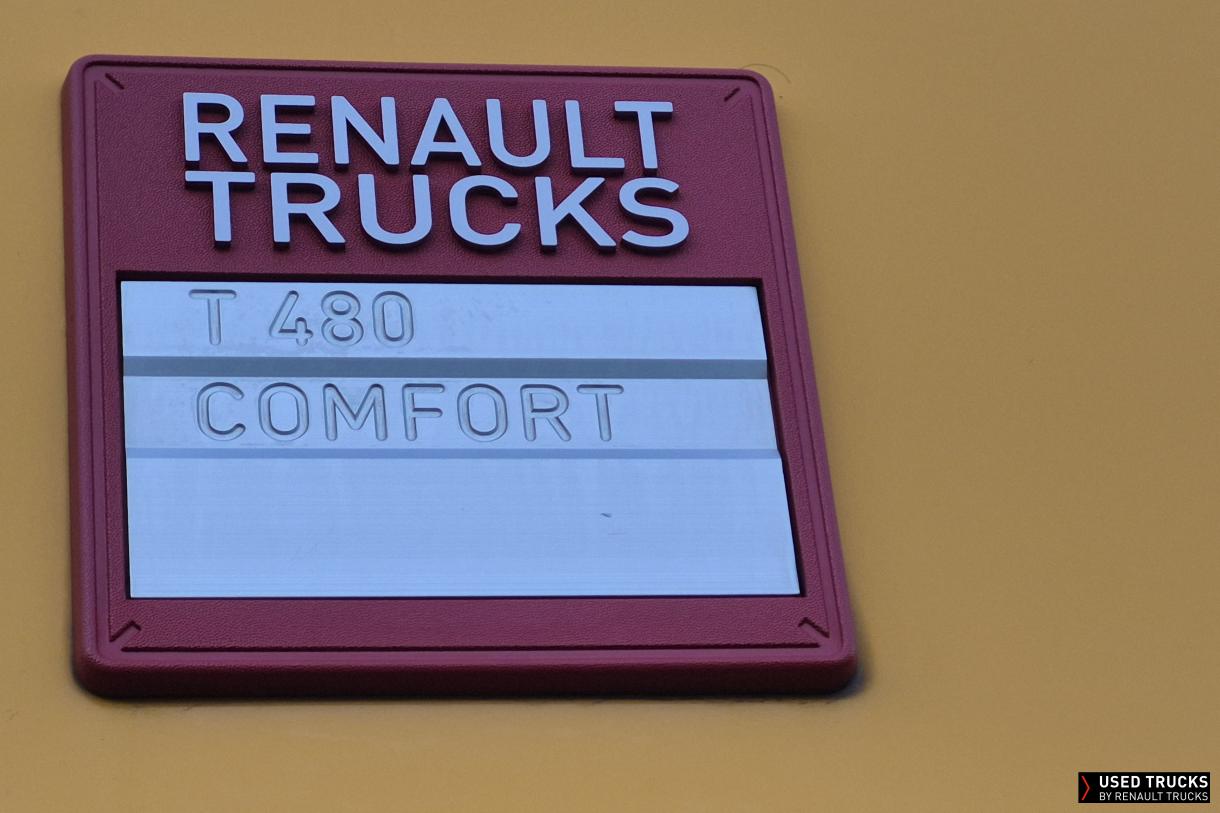 RENAULT
TRUCKS
T 480
COMFORT
USED TRUCKS
BY RENAULT TRUCKS